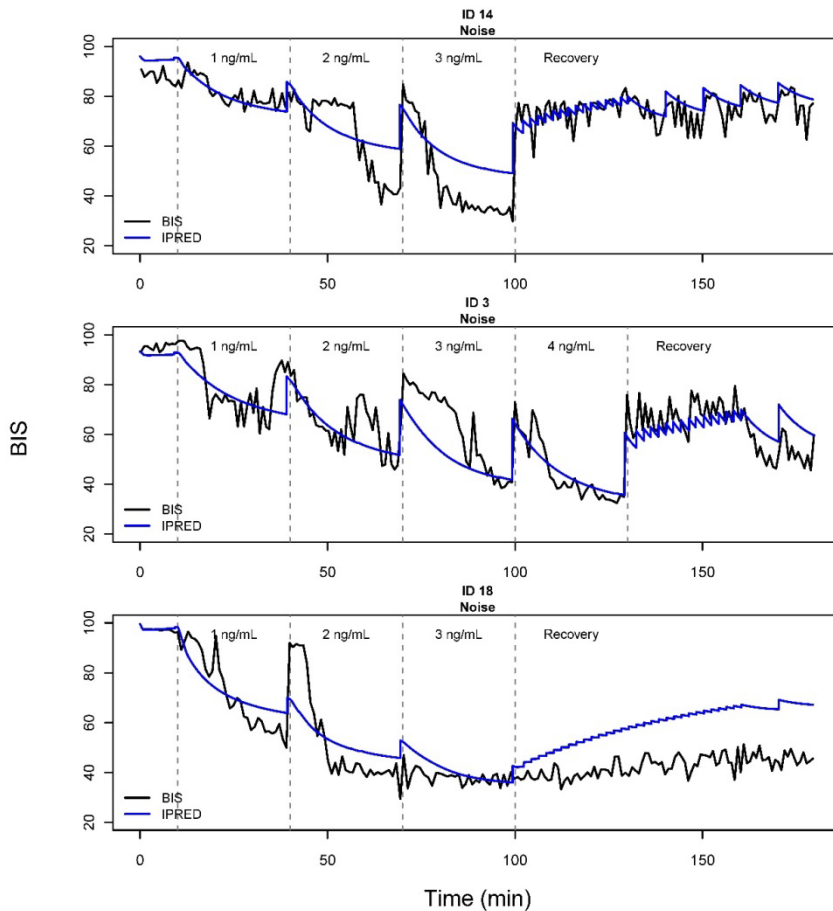 ID 14
Noise
1 ng/mL 2 ng/mL 3 ng/mL Recovery
100
80
60
40
20
BIS
IPRED
0 50 100 150
ID 3
Noise
1 ng/mL 2 ng/mL 3 ng/mL 4 ng/mL Recovery
100
80
60
40
20
BIS
IPRED
0 50 100 150
ID 18
Noise
1 ng/mL 2 ng/mL 3 ng/mL Recovery
100
80
60
40
20
BIS
IPRED
0 50 100 150
BIS
Time (min)